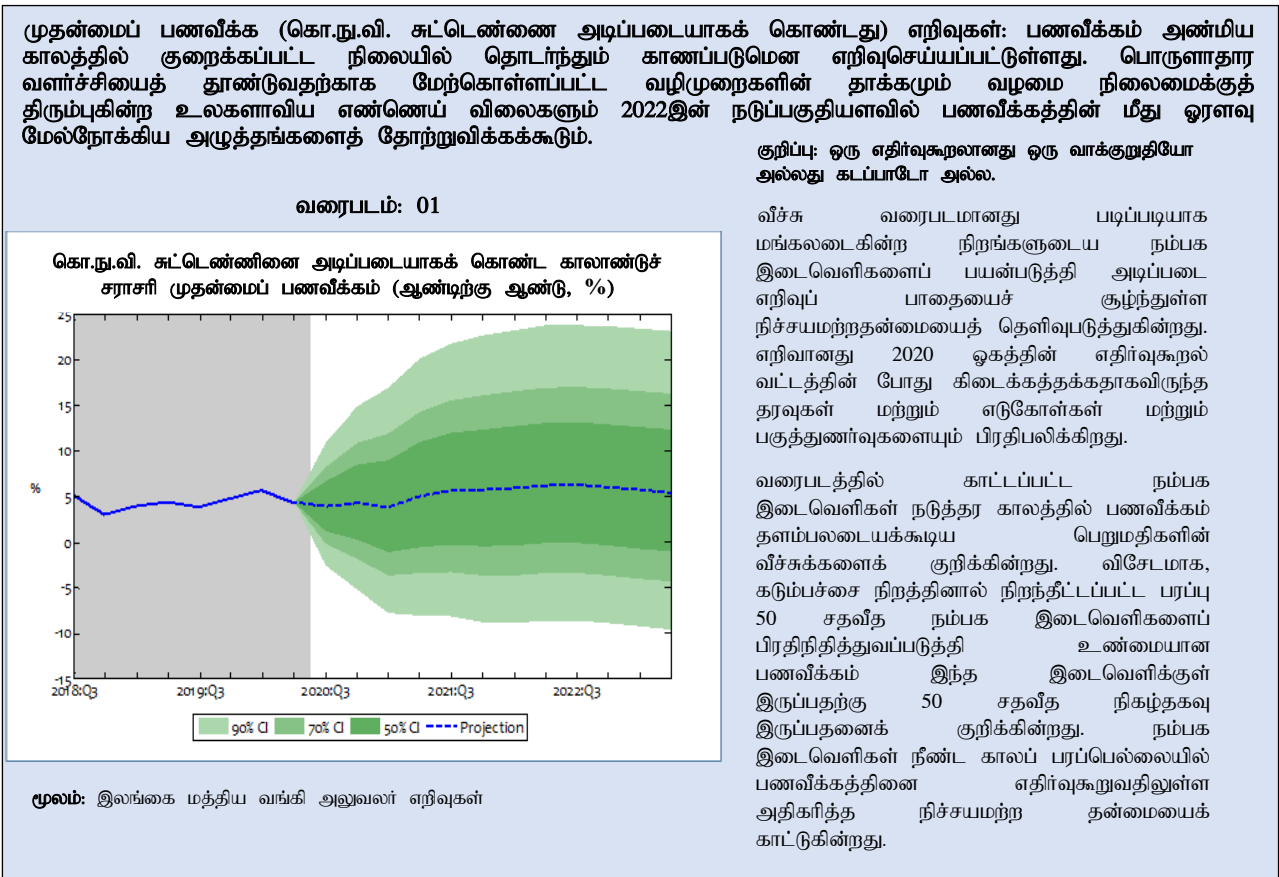 முதன்மைப் பணவீக்க (கொ.நு.வி. சுட்டெண்ணை அடிப்படையாகக் கொண்டது) எறிவுகள்: பணவீக்கம் அண்மிய
காலத்தில் குறைக்கப்பட்ட நிலையில் தொடர்ந்தும் காணப்படுமென எறிவுசெய்யப்பட்டுள்ளது. பொருளாதார
வளர்ச்சியைத் தூண்டுவதற்காக மேற்கொள்ளப்பட்ட வழிமுறைகளின் தாக்கமும் வழமை நிலைமைக்குத்
திரும்புகின்ற உலகளாவிய எண்ணெய் விலைகளும் 2022இன் நடுப்பகுதியளவில் பணவீக்கத்தின் மீது ஓரளவு
மேல்நோக்கிய அழுத்தங்களைத் தோற்றுவிக்கக்கூடும்.
வரைபடம்: 01
கொ.நு.வி. சுட்டெண்ணினை அடிப்படையாகக் கொண்ட காலாண்டுச்
சராசரி முதன்மைப் பணவீக்கம் (ஆண்டிற்கு ஆண்டு, %)
25
20
15
10
%
5
0
-5
-10
-15
2018:Q3 2019:Q3 2020:Q3 2021:Q3 2022:Q3
90% CI 70% CI 50% CI Projection
மூலம்: இலங்கை மத்திய வங்கி அலுவலர் எறிவுகள்
குறிப்பு: ஒரு எதிர்வுகூறலானது ஒரு வாக்குறுதியோ
அல்லது கடப்பாடோ அல்ல.
வீச்சு வரைபடமானது படிப்படியாக
மங்கலடைகின்ற நிறங்களுடைய நம்பக
இடைவெளிகளைப் பயன்படுத்தி அடிப்படை
எறிவுப் பாதையைச் சூழ்ந்துள்ள
நிச்சயமற்றதன்மையைத் தெளிவுபடுத்துகின்றது.
எறிவானது 2020 ஓகத்தின் எதிர்வுகூறல்
வட்டத்தின் போது கிடைக்கத்தக்கதாகவிருந்த
தரவுகள் மற்றும் எடுகோள்கள் மற்றும்
பகுத்துணர்வுகளையும் பிரதிபலிக்கிறது.
வரைபடத்தில் காட்டப்பட்ட நம்பக
இடைவெளிகள் நடுத்தர காலத்தில் பணவீக்கம்
தளம்பலடையக்கூடிய பெறுமதிகளின்
வீச்சுக்களைக் குறிக்கின்றது. விசேடமாக,
கடும்பச்சை நிறத்தினால் நிறந்தீட்டப்பட்ட பரப்பு
50 சதவீத நம்பக இடைவெளிகளைப்
பிரதிநிதித்துவப்படுத்தி உண்மையான
பணவீக்கம் இந்த இடைவெளிக்குள்
இருப்பதற்கு 50 சதவீத நிகழ்தகவு
இருப்பதனைக் குறிக்கின்றது. நம்பக
இடைவெளிகள் நீண்ட காலப் பரப்பெல்லையில்
பணவீக்கத்தினை எதிர்வுகூறுவதிலுள்ள
அதிகரித்த நிச்சயமற்ற தன்மையைக்
காட்டுகின்றது.